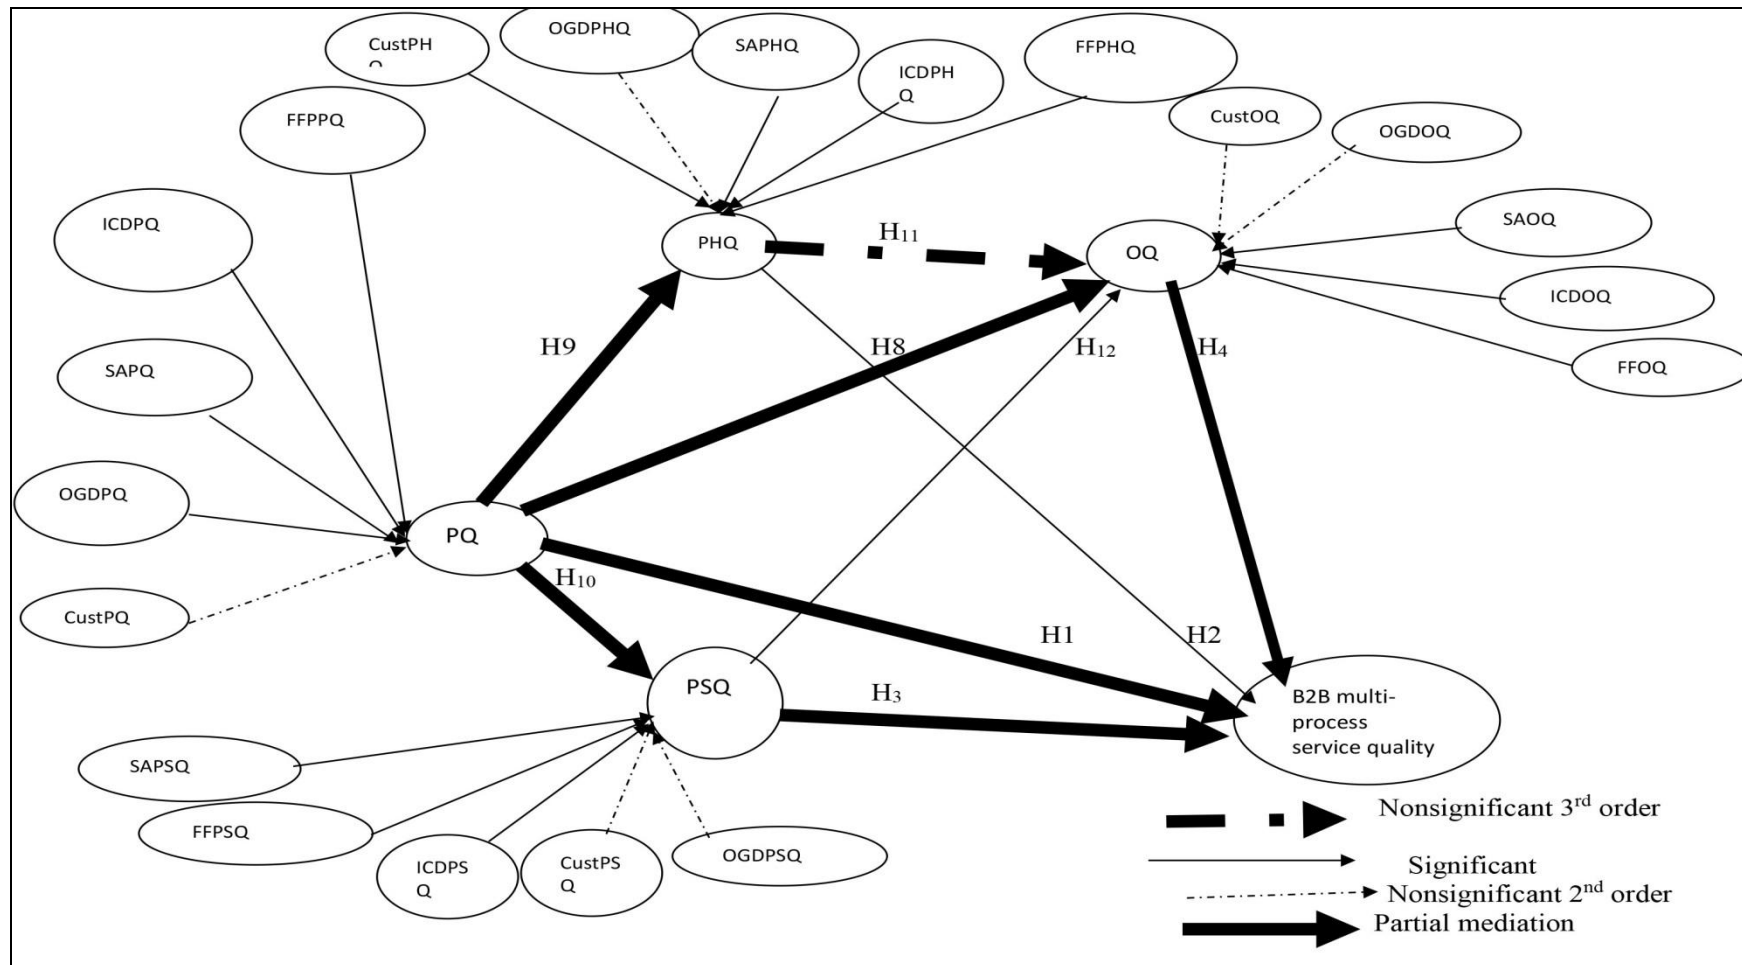 OGDPHQ
CustPH
Q
SAPHQ
ICDPH
Q
FFPHQ
FFPPQ
CustOQ
OGDOQ
ICDPQ
SAOQ
PHQ
H11
OQ
ICDOQ
H9
H8
H12
H4
SAPQ
FFOQ
OGDPQ
PQ
H10
CustPQ
H1
H2
PSQ
H3
B2B multi-
process
service quality
SAPSQ
FFPSQ
ICDPS
Q
CustPS
Q
OGDPSQ
Nonsignificant 3rd order
Significant
Nonsignificant 2nd order
Partial mediation